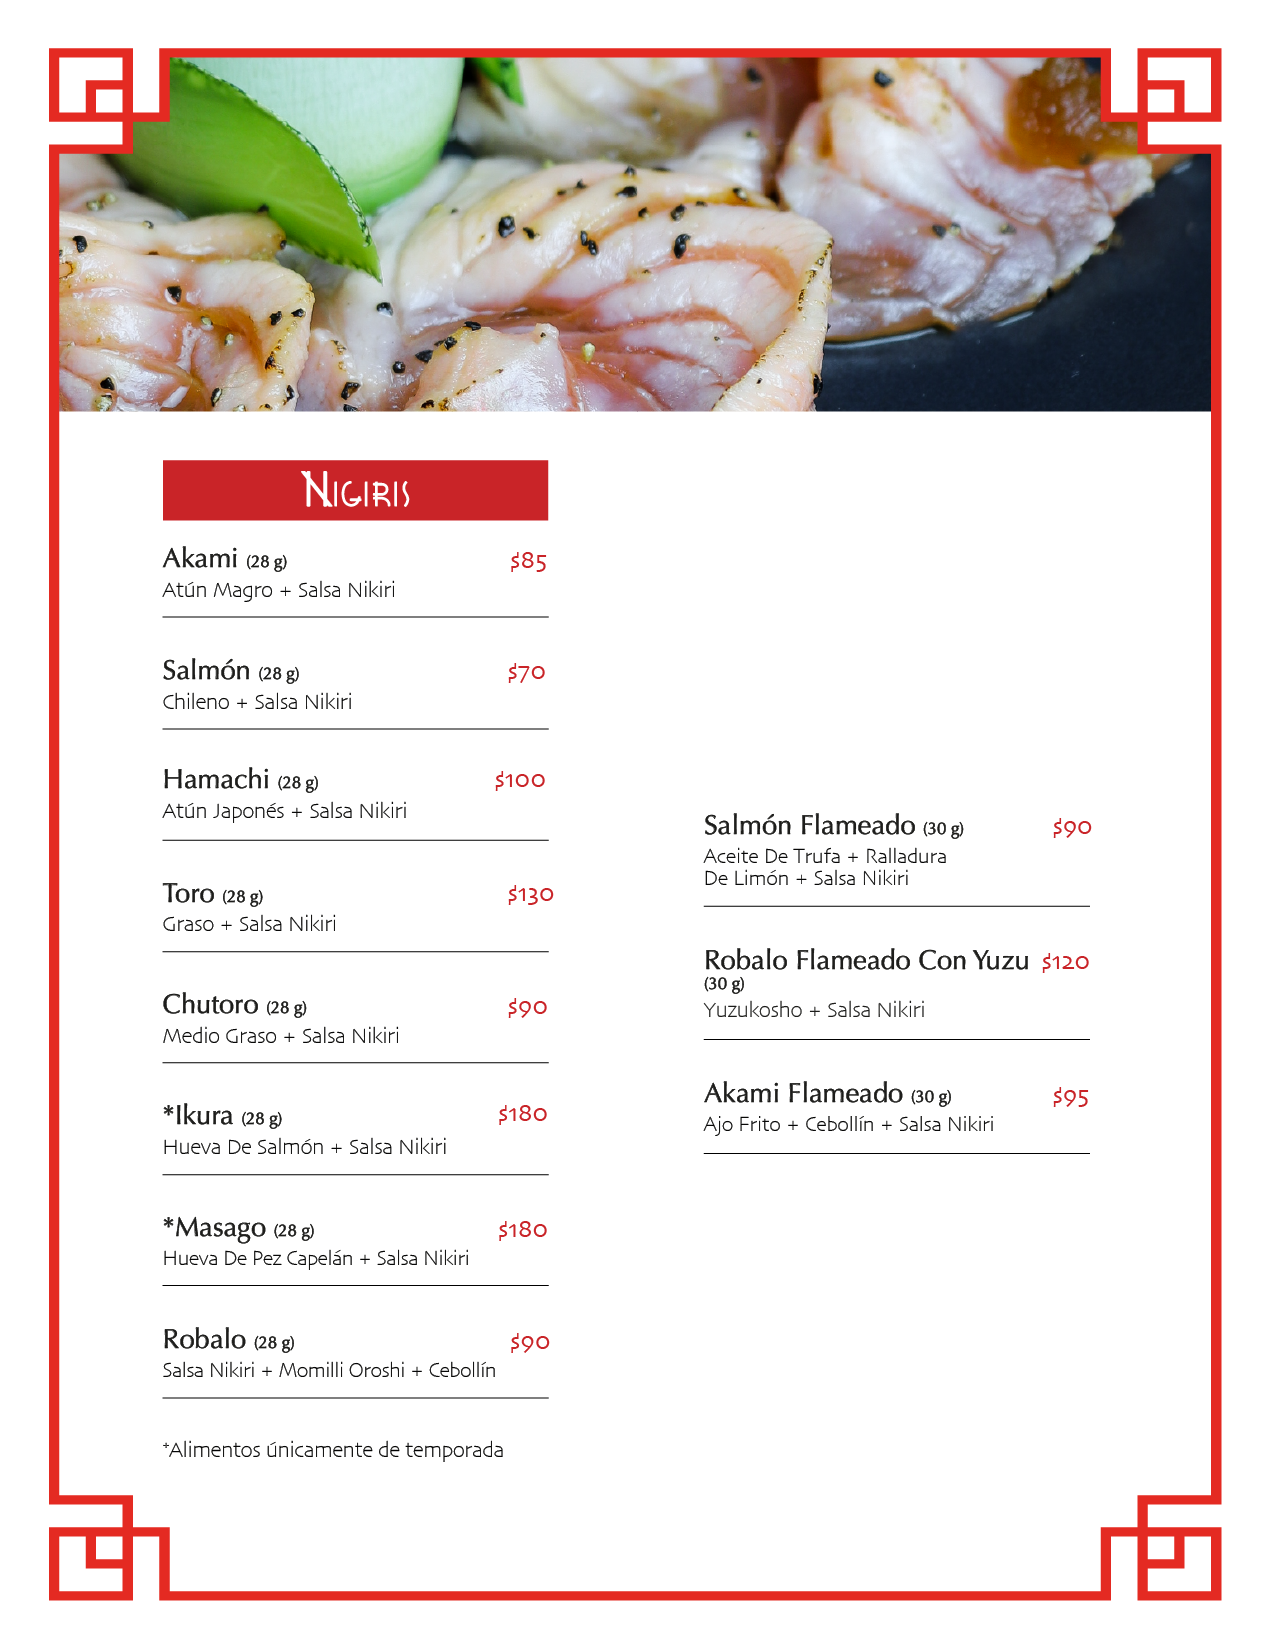 Nigiris
Akami (28 g) $85
Atún Magro + Salsa Nikiri
Salmón (28 g) $70
Chileno + Salsa Nikiri
Hamachi (28 g) $100
Atún Japonés + Salsa Nikiri
Toro (28 g) $130
Graso + Salsa Nikiri
Chutoro (28 g) $90
Medio Graso + Salsa Nikiri
*Ikura (28 g) $180
Hueva De Salmón + Salsa Nikiri
*Masago (28 g) $180
Hueva De Pez Capelán + Salsa Nikiri
Robalo (28 g) $90
Salsa Nikiri + Momilli Oroshi + Cebollín
*Alimentos únicamente de temporada
Salmón Flameado (30 g) $90
Aceite De Trufa + Ralladura
De Limón + Salsa Nikiri
Robalo Flameado Con Yuzu $120
(30 g)
Yuzukosho + Salsa Nikiri
Akami Flameado (30 g) $95
Ajo Frito + Cebollín + Salsa Nikiri